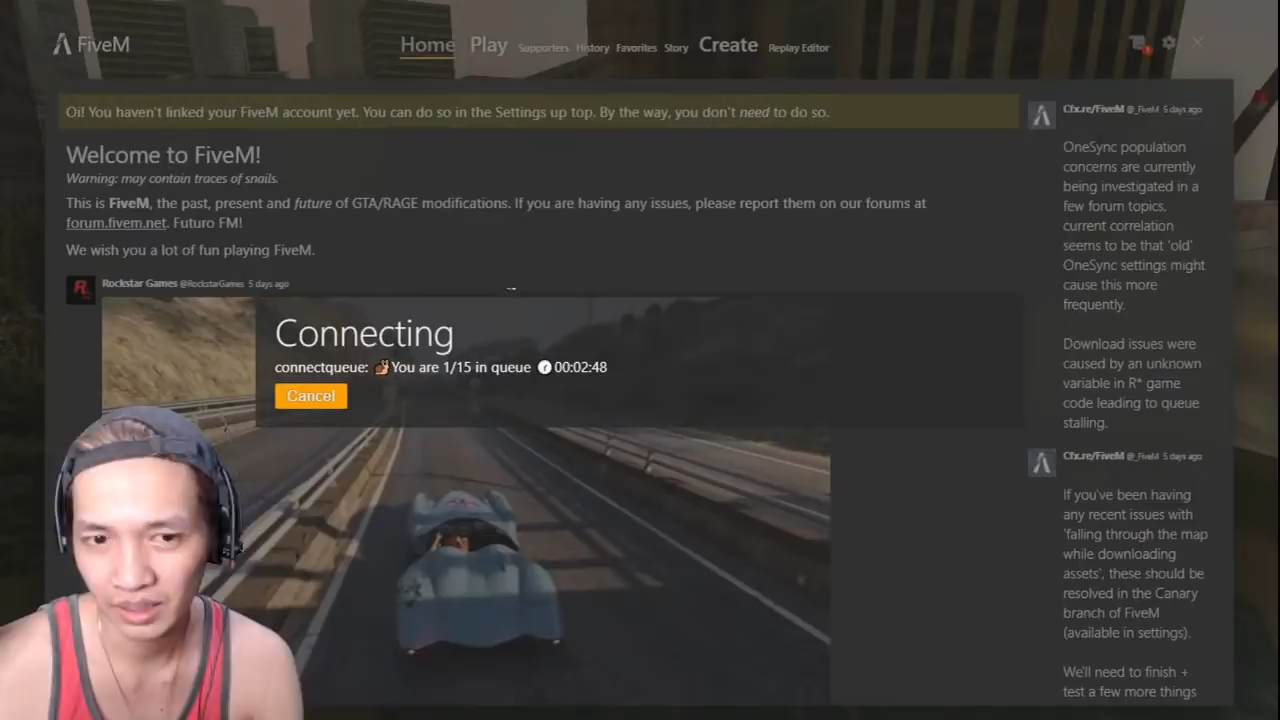 FiveM
Home Play Supporters History Favorites Story Create Replay Editor
Oi! You haven't linked your FiveM account yet. You can do so in the Settings up top. By the way, you don't need to do so.
Welcome to FiveM!
Warning: may contain traces of snails.
This is FiveM, the past, present and future of GTA/RAGE modifications. If you are having any issues, please report them on our forums at
forum.fivem.net. Futuro FM!
We wish you a lot of fun playing FiveM.
Rockstar Games @RockstarGames 5 days ago
Connecting
connectqueue: 🐌You are 1/15 in queue 🕜00:02:48
Cancel
Cfx.re/FiveM @_FiveM 5 days ago
OneSync population
concerns are currently
being investigated in a
few forum topics,
current correlation
seems to be that 'old'
OneSync settings might
cause this more
frequently.
Download issues were
caused by an unknown
variable in R* game
code leading to queue
stalling.
Cfx.re/FiveM @_FiveM 5 days ago
If you've been having
any recent issues with
'falling through the map
while downloading
assets', these should be
resolved in the Canary
branch of FiveM
(available in settings).
We'll need to finish +
test a few more things